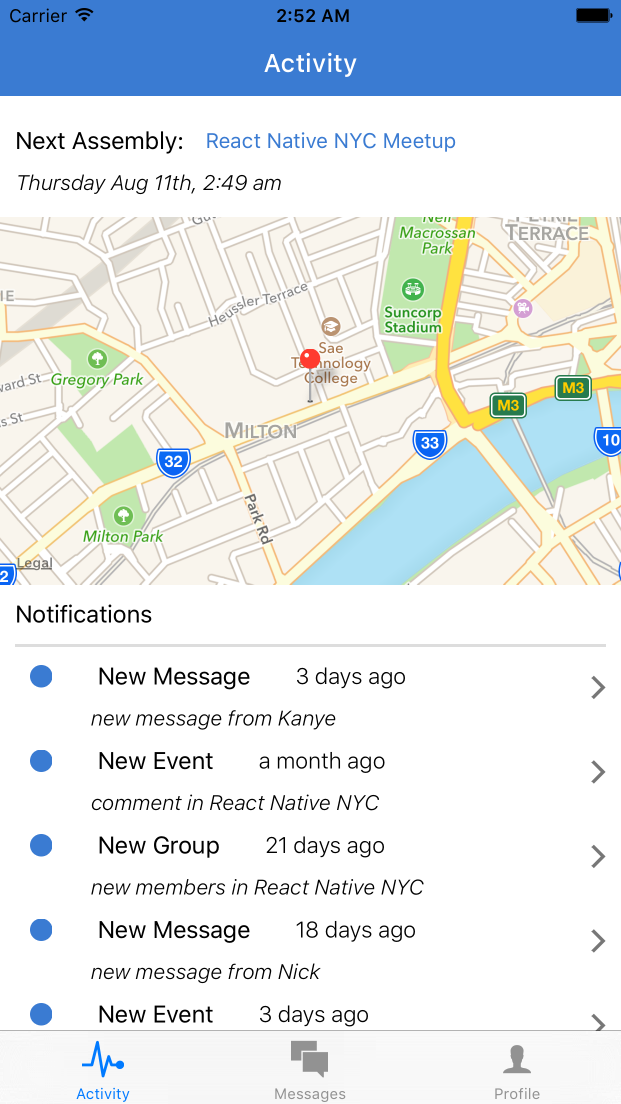 Carrier 2:52 AM
Activity
Next Assembly: React Native NYC Meetup
Thursday Aug 11th, 2:49 am
Neil
Macrossan
Park
PETRIE
TERRACE
Heussler Terrace
Suncorp
Stadium
Sae
Technology
College
Gregory Park
ward St
s St
M3
M3
MILTON
33
10
32
Park Rd
Milton Park
Legal
2
Notifications
New Message 3 days ago
new message from Kanye
New Event a month ago
comment in React Native NYC
New Group 21 days ago
new members in React Native NYC
New Message 18 days ago
new message from Nick
New Event 3 days ago
Activity Messages Profile